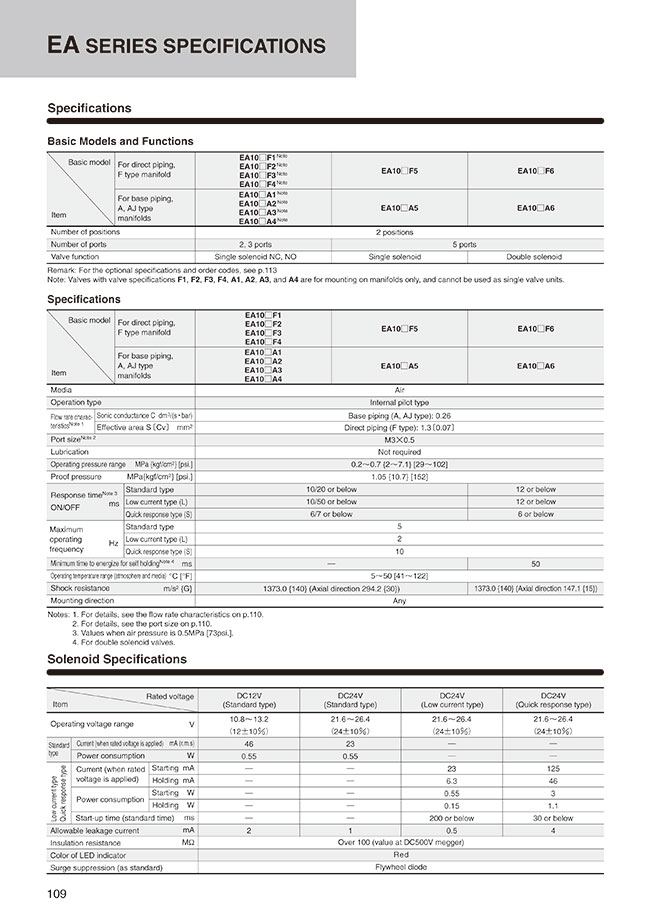 EA SERIES SPECIFICATIONS
Specifications
Basic Models and Functions
Basic model
Item
For direct piping,
F type manifold
EA10□F1 Note
EA10□F2 Note
EA10□F3 Note
EA10□F4 Note
EA10□F5
EA10□F6
For base piping,
A, AJ type
manifolds
EA10□A1 Note
EA10□A2 Note
EA10□A3 Note
EA10□A4 Note
EA10□A5
EA10□A6
Number of positions 2 positions
Number of ports 2, 3 ports 5 ports
Valve function Single solenoid NC, NO Single solenoid Double solenoid
Remark: For the optional specifications and order codes, see p.113
Note: Valves with valve specifications F1, F2, F3, F4, A1, A2, A3, and A4 are for mounting on manifolds only, and cannot be used as single valve units.
Specifications
Basic model
Item
For direct piping,
F type manifold
EA10□F1
EA10□F2
EA10□F3
EA10□F4
EA10□F5
EA10□F6
For base piping,
A, AJ type
manifolds
EA10□A1
EA10□A2
EA10□A3
EA10□A4
EA10□A5
EA10□A6
Media Air
Operation type Internal pilot type
Flow rate charac-
teristics Note 1
Sonic conductance C dm³/(s•bar) Base piping (A, AJ type): 0.26
Effective area S〔Cv〕 mm² Direct piping (F type): 1.3〔0.07〕
Port size Note 2 M3×0.5
Lubrication Not required
Operating pressure range MPa {kgf/cm²} [psi.] 0.2～0.7 {2～7.1} [29～102]
Proof pressure MPa{kgf/cm²} [psi.] 1.05 {10.7} [152]
Response time Note 3
ON/OFF ms
Standard type 10/20 or below 12 or below
Low current type (L) 10/50 or below 12 or below
Quick response type (S) 6/7 or below 6 or below
Maximum
operating
frequency Hz
Standard type 5
Low current type (L) 2
Quick response type (S) 10
Minimum time to energize for self holding Note 4 ms — 50
Operating temperature range (atmosphere and media) °C [°F] 5～50 [41～122]
Shock resistance m/s² {G} 1373.0 {140} (Axial direction 294.2 {30}) 1373.0 {140} (Axial direction 147.1 {15})
Mounting direction Any
Notes: 1. For details, see the flow rate characteristics on p.110.
2. For details, see the port size on p.110.
3. Values when air pressure is 0.5MPa [73psi.].
4. For double solenoid valves.
Solenoid Specifications
Rated voltage
Item
DC12V
(Standard type)
DC24V
(Standard type)
DC24V
(Low current type)
DC24V
(Quick response type)
Operating voltage range V
10.8～13.2 21.6～26.4 21.6～26.4 21.6～26.4
(12±10%) (24±10%) (24±10%) (24±10%)
Standard
type
Current (when rated voltage is applied) mA (r.m.s) 46 23 — —
Power consumption W 0.55 0.55 — —
Low current type
Quick response type
Current (when rated
voltage is applied)
Starting mA — — 23 125
Holding mA — — 6.3 46
Power consumption
Starting W — — 0.55 3
Holding W — — 0.15 1.1
Start-up time (standard time) ms — — 200 or below 30 or below
Allowable leakage current mA 2 1 0.5 4
Insulation resistance MΩ Over 100 (value at DC500V megger)
Color of LED indicator Red
Surge suppression (as standard) Flywheel diode
109